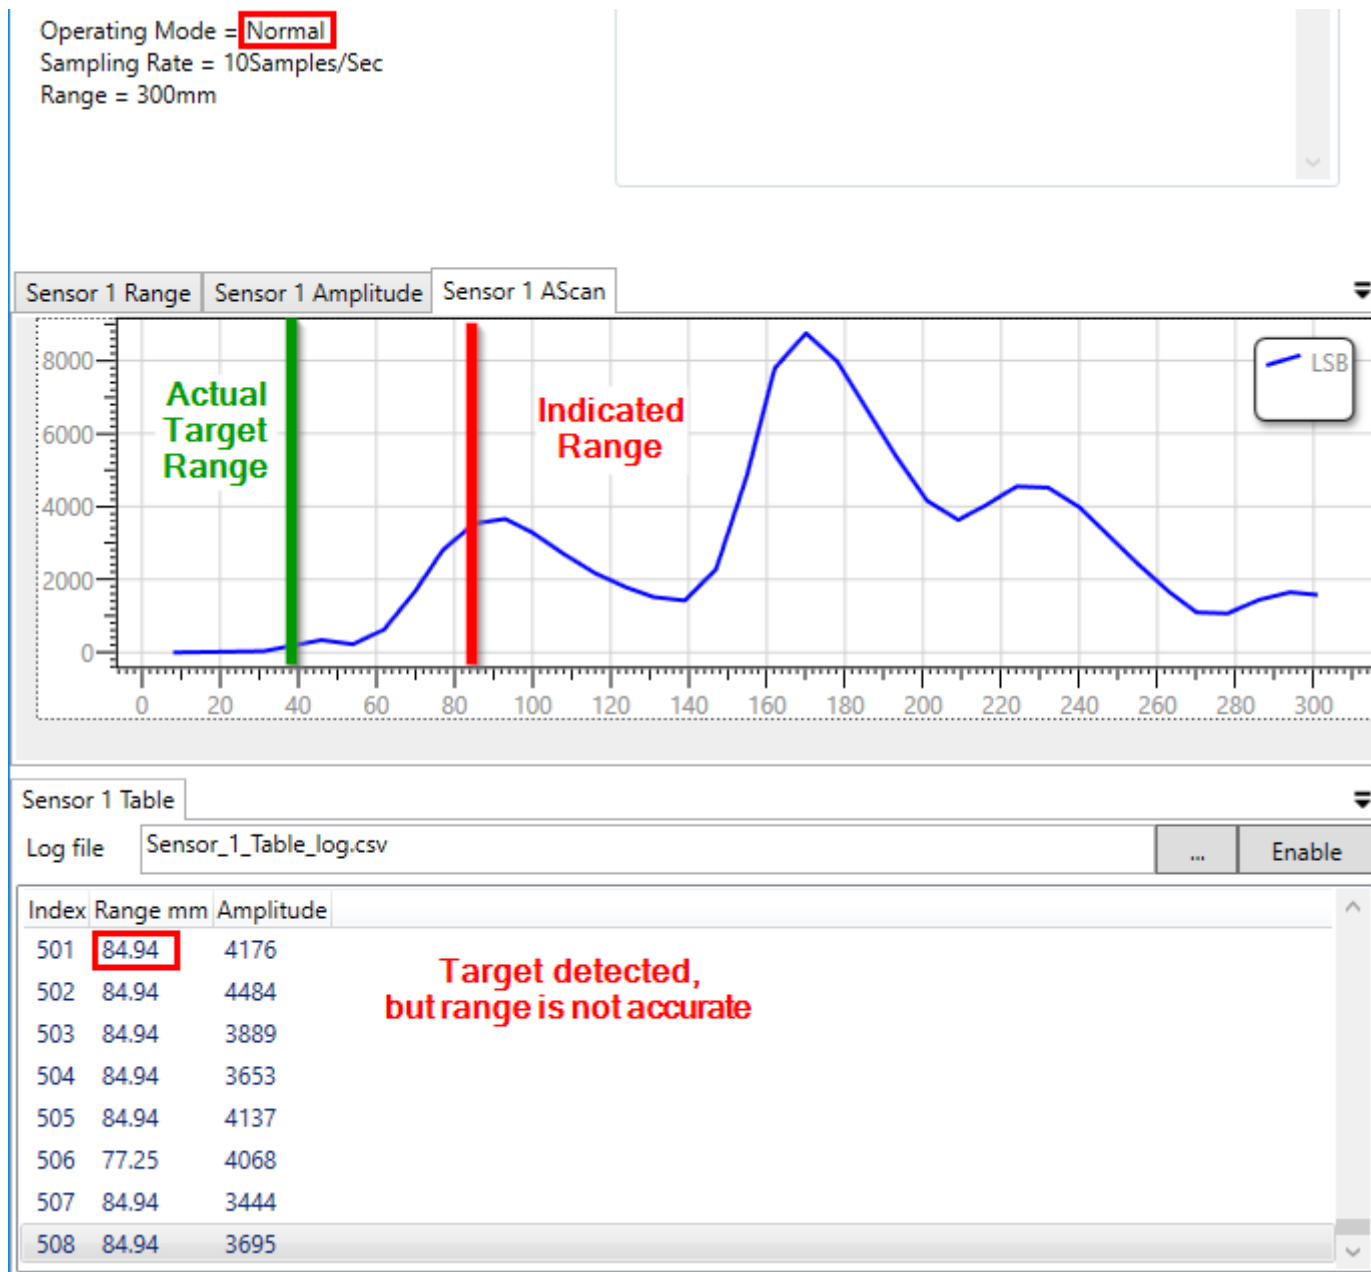 Operating Mode = Normal
Sampling Rate = 10Samples/Sec
Range = 300mm
Sensor 1 Range
Sensor 1 Amplitude
Sensor 1 AScan
8000
6000
4000
2000
0
Actual
Target
Range
Indicated
Range
LSB
0 20 40 60 80 100 120 140 160 180 200 220 240 260 280 300
Sensor 1 Table
Log file Sensor_1_Table_log.csv ... Enable
Index Range mm Amplitude
501 84.94 4176
502 84.94 4484
503 84.94 3889
504 84.94 3653
505 84.94 4137
506 77.25 4068
507 84.94 3444
508 84.94 3695
Target detected,
but range is not accurate